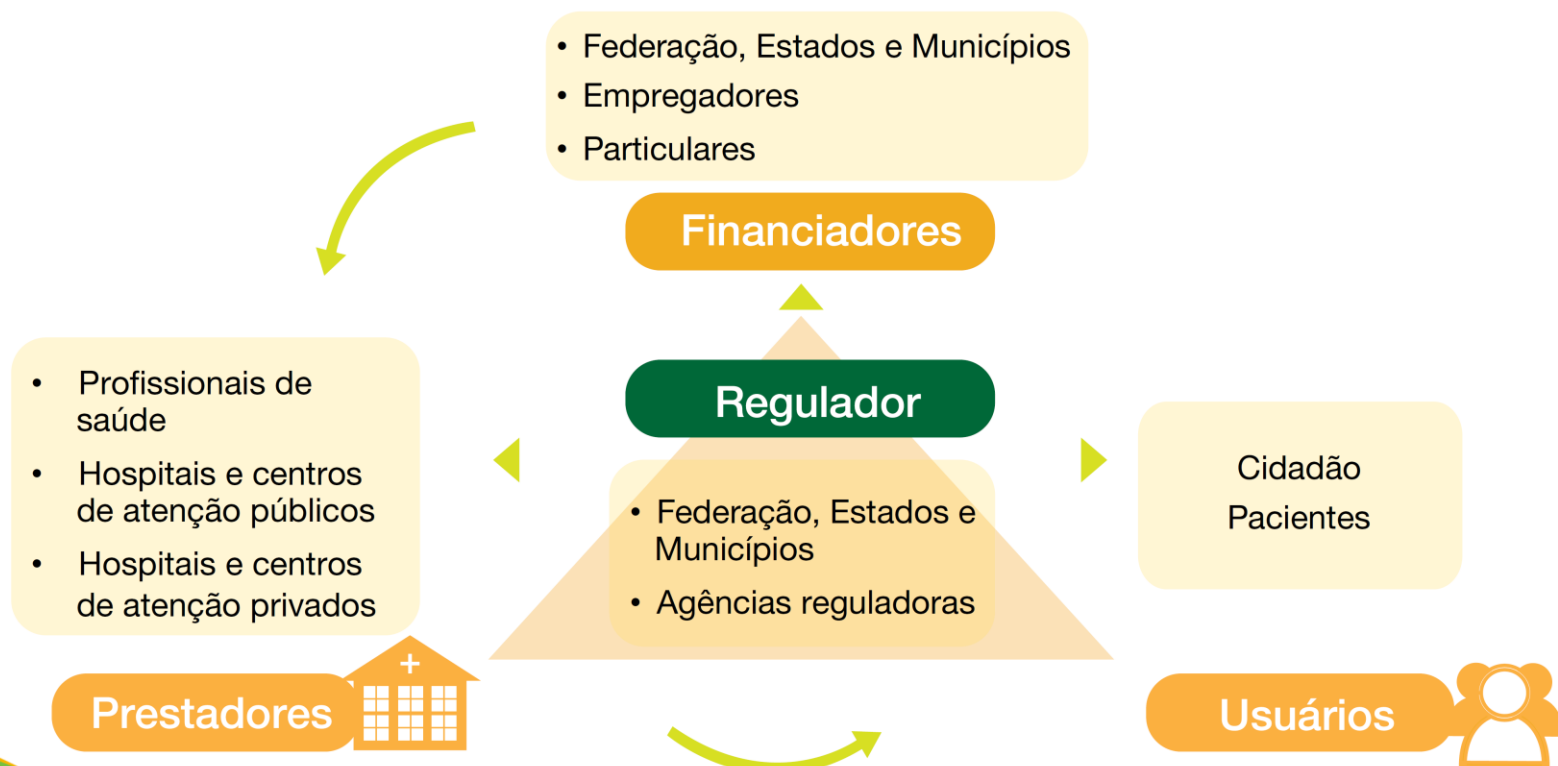 • Federação, Estados e Municípios
• Empregadores
• Particulares
Financiadores
• Profissionais de
saúde
• Hospitais e centros
de atenção públicos
• Hospitais e centros
de atenção privados
Prestadores
Regulador
• Federação, Estados e
Municípios
• Agências reguladoras
Cidadão
Pacientes
Usuários